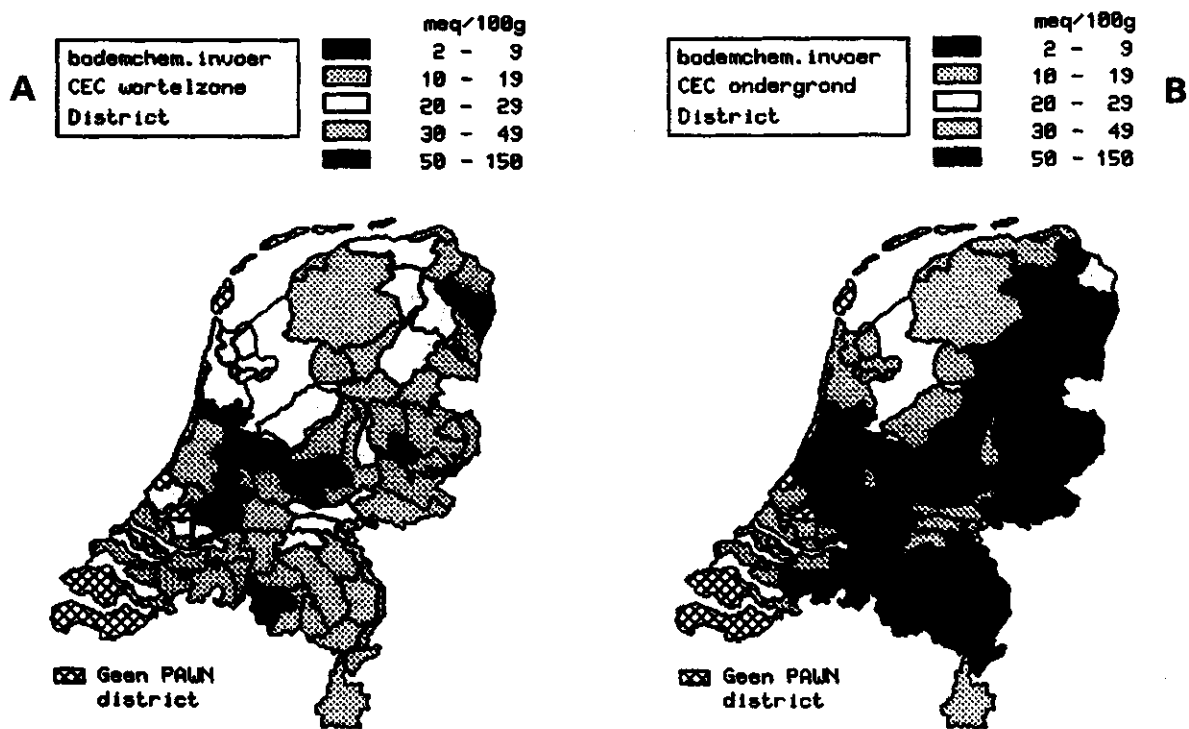 A
bodemchem.invoer
CEC wortelzone
District
meq/100g
2 - 9
10 - 19
20 - 29
30 - 49
50 - 150
Geen PAWN
district
B
bodemchem.invoer
CEC ondergrond
District
meq/100g
2 - 9
10 - 19
20 - 29
30 - 49
50 - 150
Geen PAWN
district